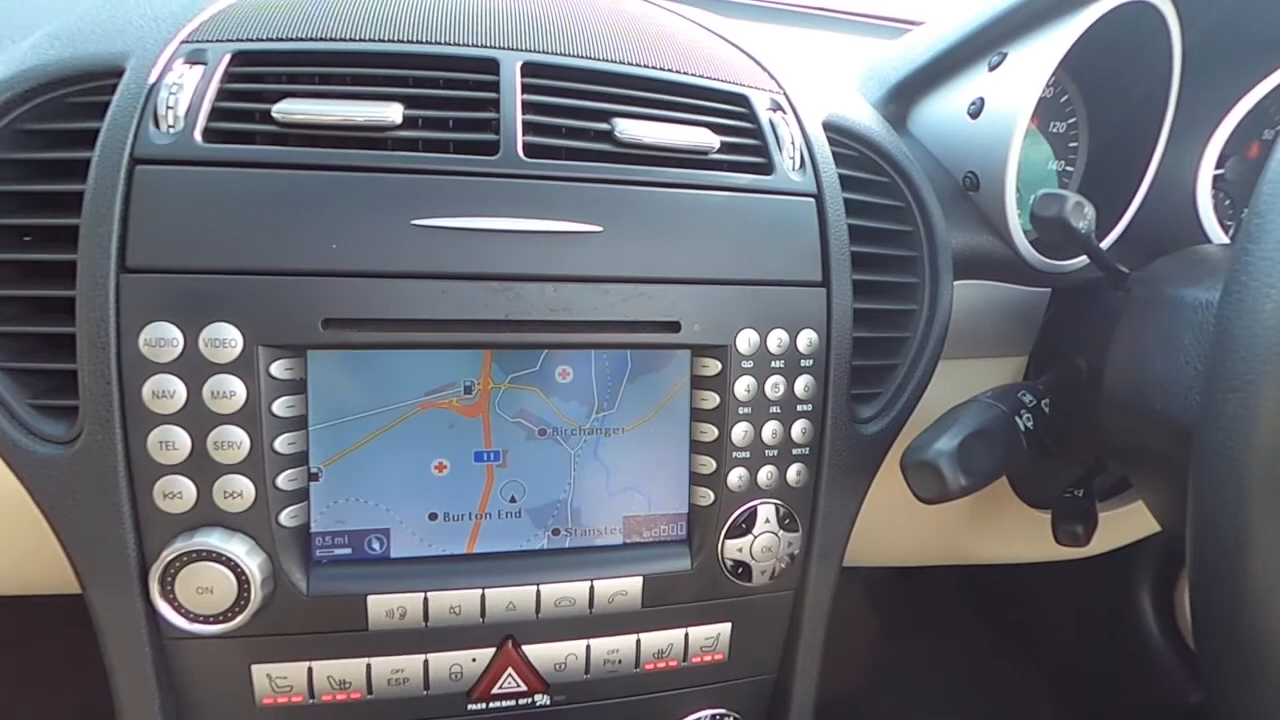 120
140
AUDIO
VIDEO
NAV
MAP
TEL
SERV
ON
1
2
3
ABC
DEF
4
5
6
GHI
JKL
MNO
7
8
9
PQRS
TUV
WXYZ
*
0
#
OK
Birchanger
11
Burton End
0.5 mi
OFF
ESP
OFF
PASS AIRBAG OFF